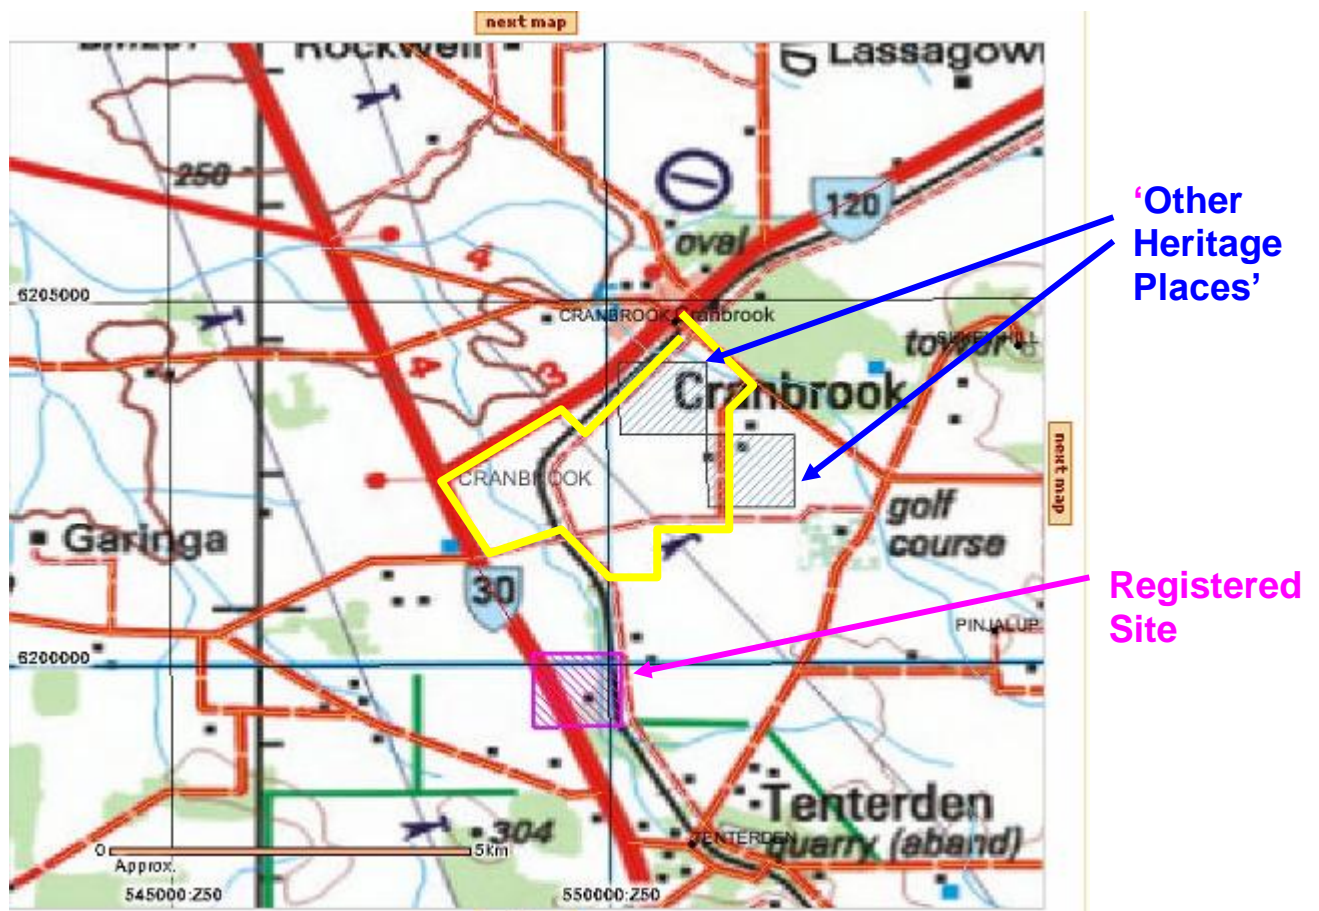 next map
Rockwell
Lassagow
250
120
'Other
Heritage
Places'
oval
4
6205000
CRANBROOK
Cranbrook
4
3
Cranbrook
CRANBROOK
next map
Garinga
golf
course
30
Registered
Site
PINJALUP
6200000
Tenterden
304
TENTERDEN
quarry (aband)
0
5Km
Approx.
545000:Z50
550000:Z50